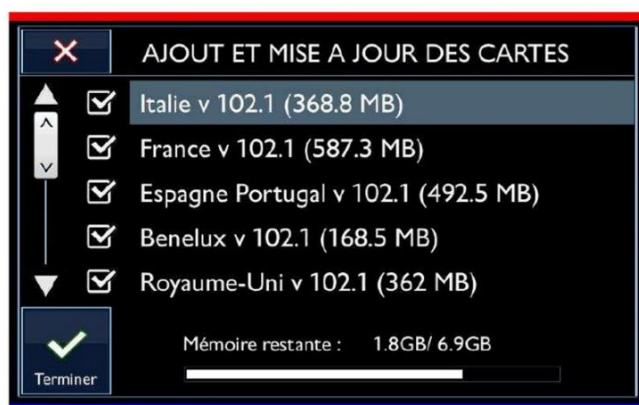 AJOUT ET MISE A JOUR DES CARTES
Italie v 102.1 (368.8 MB)
France v 102.1 (587.3 MB)
Espagne Portugal v 102.1 (492.5 MB)
Benelux v 102.1 (168.5 MB)
Royaume-Uni v 102.1 (362 MB)
Mémoire restante : 1.8GB/ 6.9GB
Terminer